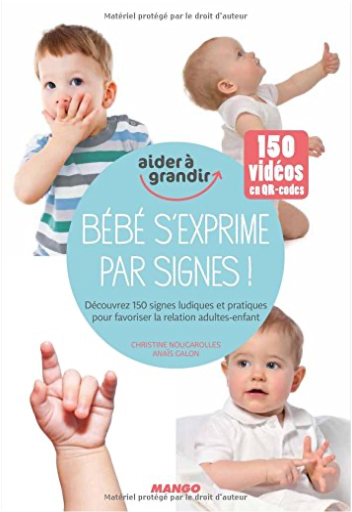 Matériel protégé par le droit d'auteur
aider à
grandir
150
vidéos
en QR-codes
BÉBÉ S'EXPRIME
PAR SIGNES !
Découvrez 150 signes ludiques et pratiques
pour favoriser la relation adultes-enfant
CHRISTINE NOUGAROLLES
ANAÏS GALON
MANGO
Matériel protégé par le droit d'auteur